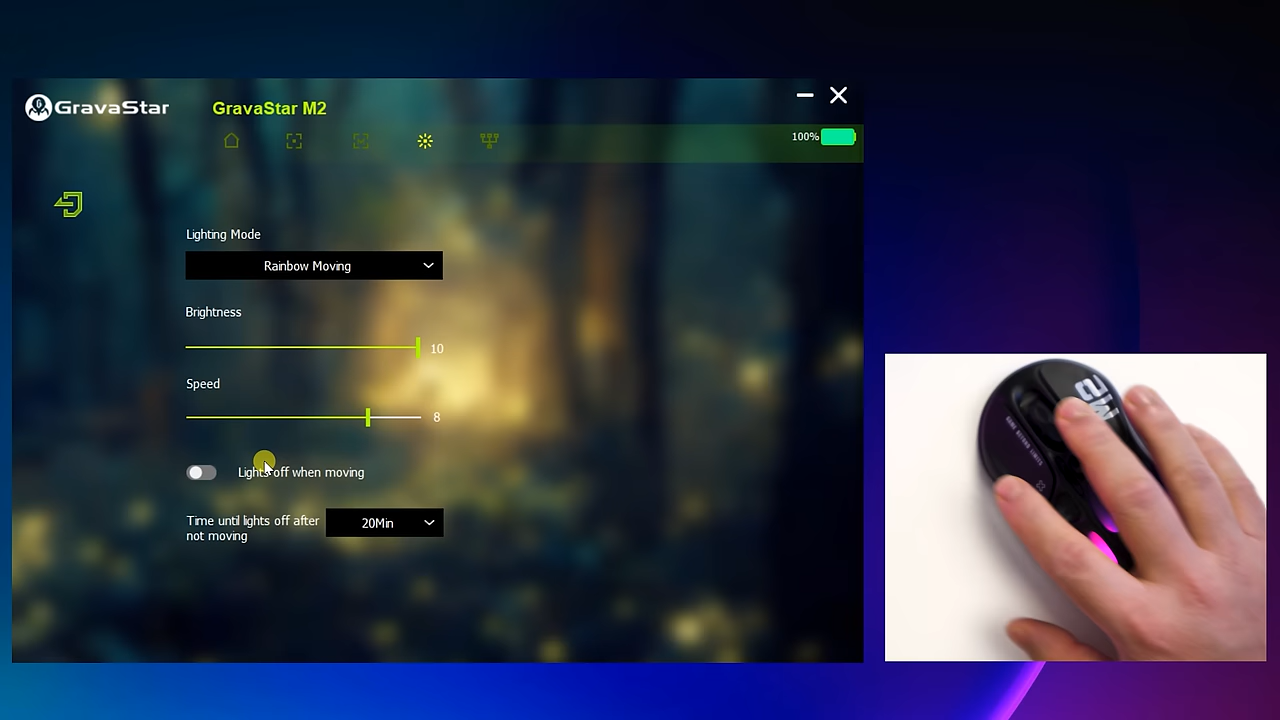 GravaStar
GravaStar M2
100%
Lighting Mode
Rainbow Moving
Brightness
10
Speed
8
Lights off when moving
Time until lights off after
not moving
20Min
M2